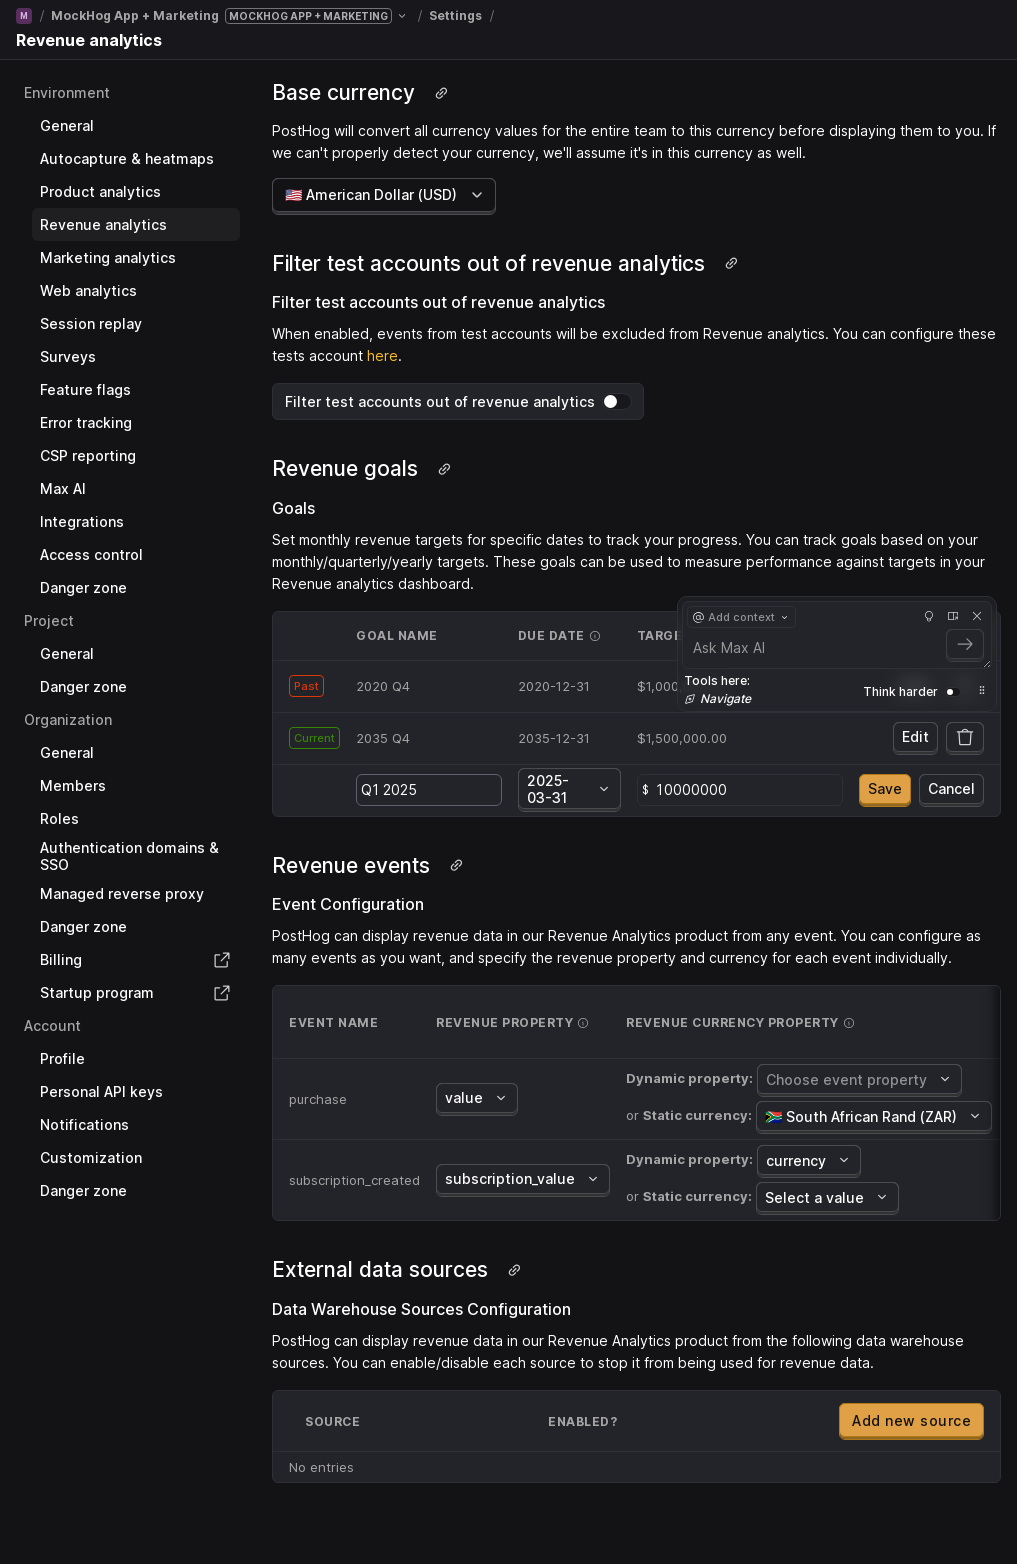 M / MockHog App + Marketing MOCKHOG APP + MARKETING / Settings /
Revenue analytics
Environment
General
Autocapture & heatmaps
Product analytics
Revenue analytics
Marketing analytics
Web analytics
Session replay
Surveys
Feature flags
Error tracking
CSP reporting
Max AI
Integrations
Access control
Danger zone
Project
General
Danger zone
Organization
General
Members
Roles
Authentication domains &
SSO
Managed reverse proxy
Danger zone
Billing
Startup program
Account
Profile
Personal API keys
Notifications
Customization
Danger zone
Base currency
PostHog will convert all currency values for the entire team to this currency before displaying them to you. If
we can't properly detect your currency, we'll assume it's in this currency as well.
🇺🇸 American Dollar (USD)
Filter test accounts out of revenue analytics
Filter test accounts out of revenue analytics
When enabled, events from test accounts will be excluded from Revenue analytics. You can configure these
tests account here.
Filter test accounts out of revenue analytics
Revenue goals
Goals
Set monthly revenue targets for specific dates to track your progress. You can track goals based on your
monthly/quarterly/yearly targets. These goals can be used to measure performance against targets in your
Revenue analytics dashboard.
GOAL NAME DUE DATE TARGE
Past 2020 Q4 2020-12-31 $1,000
@ Add context
Ask Max AI
Tools here:
Navigate
Think harder
Current 2035 Q4 2035-12-31 $1,500,000.00 Edit
Q1 2025 2025-
03-31 $ 10000000 Save Cancel
Revenue events
Event Configuration
PostHog can display revenue data in our Revenue Analytics product from any event. You can configure as
many events as you want, and specify the revenue property and currency for each event individually.
EVENT NAME REVENUE PROPERTY REVENUE CURRENCY PROPERTY
purchase value Dynamic property: Choose event property
or Static currency: 🇿🇦 South African Rand (ZAR)
subscription_created subscription_value Dynamic property: currency
or Static currency: Select a value
External data sources
Data Warehouse Sources Configuration
PostHog can display revenue data in our Revenue Analytics product from the following data warehouse
sources. You can enable/disable each source to stop it from being used for revenue data.
SOURCE ENABLED? Add new source
No entries